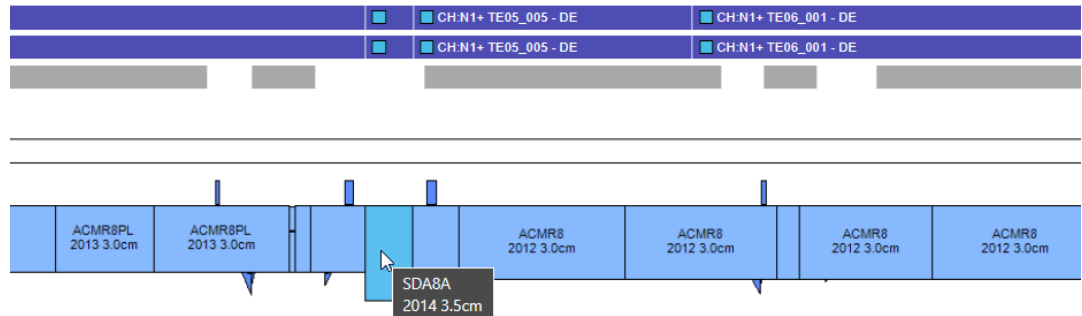 CH:N1+ TE05_005 - DE
CH:N1+ TE06_001 - DE
CH:N1+ TE05_005 - DE
CH:N1+ TE06_001 - DE
ACMR8PL
2013 3.0cm
ACMR8PL
2013 3.0cm
ACMR8
2012 3.0cm
ACMR8
2012 3.0cm
ACMR8
2012 3.0cm
ACMR8
2012 3.0cm
SDA8A
2014 3.5cm